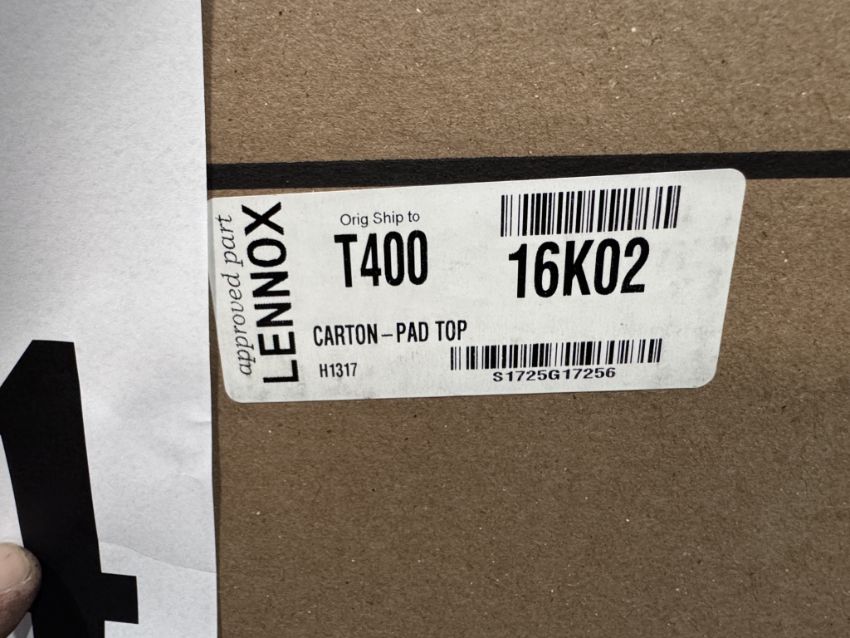 approved part
LENNOX
Orig Ship to
T400
16K02
CARTON-PAD TOP
H1317
S1725G17256